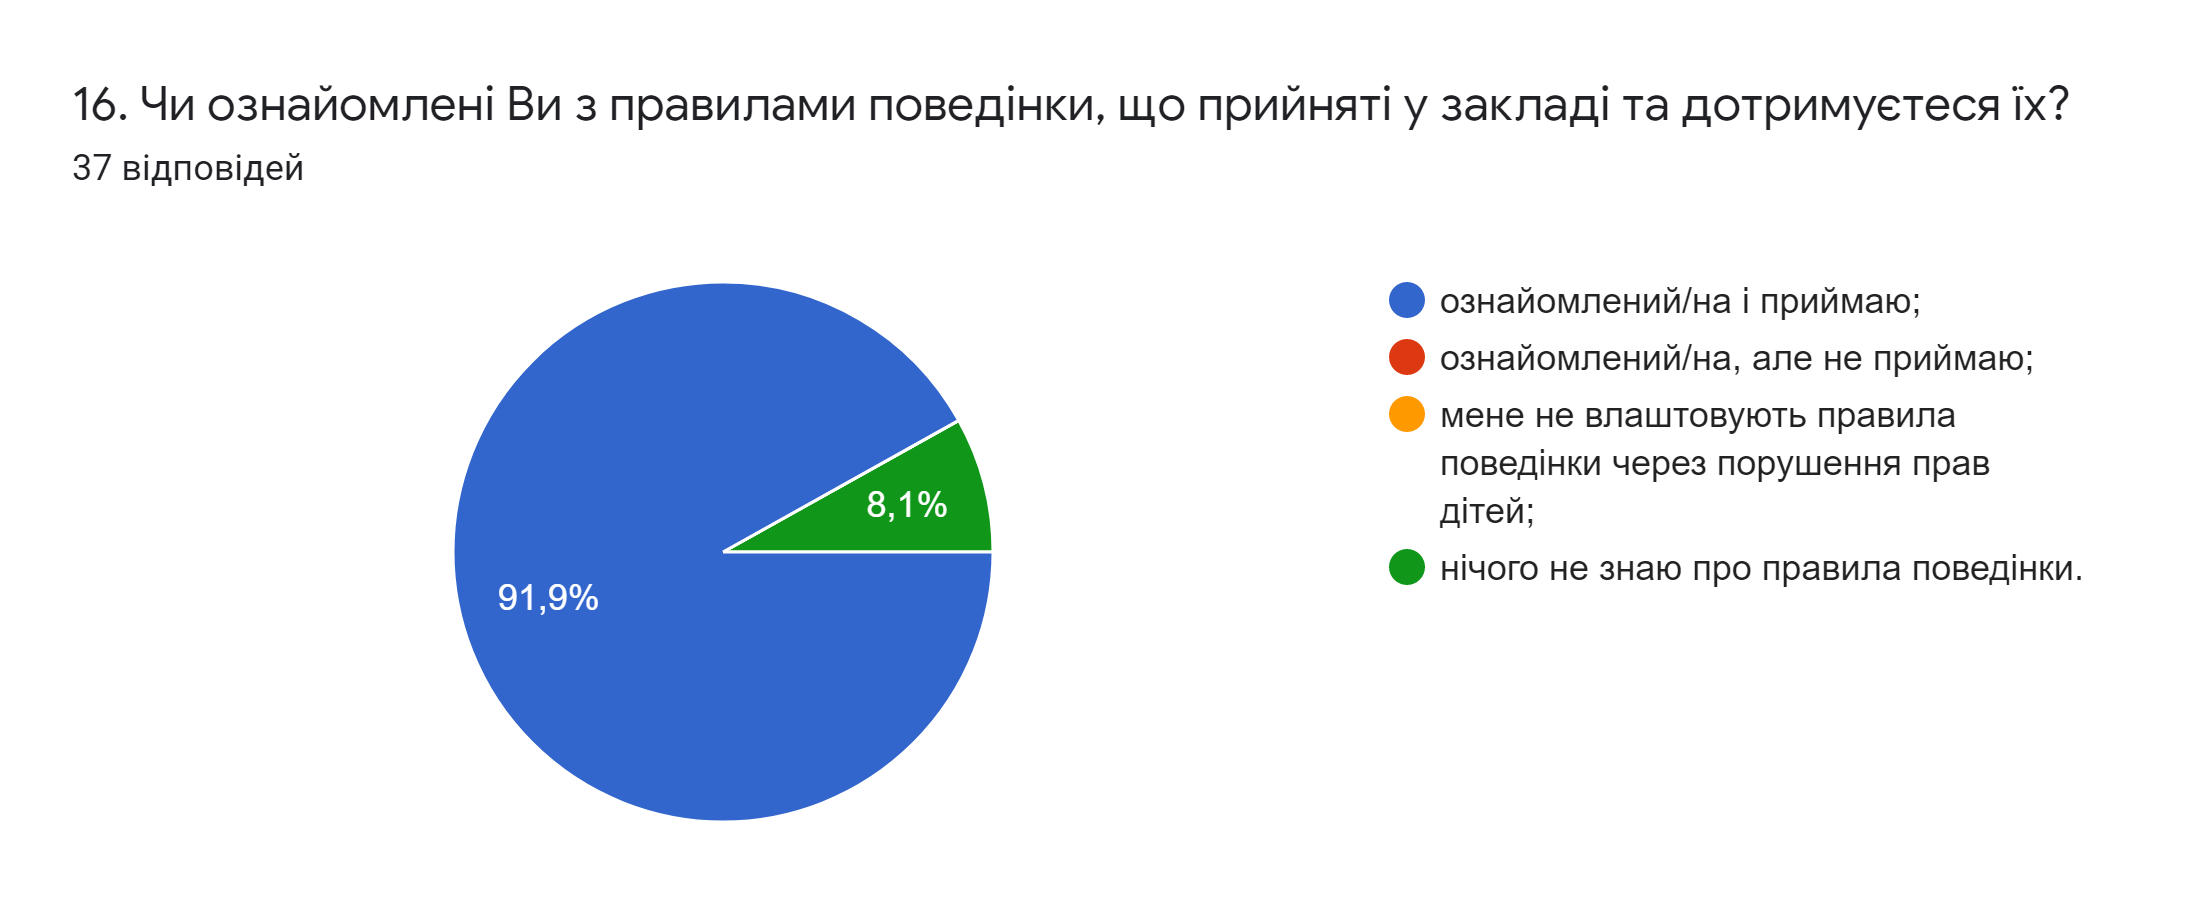 16. Чи ознайомлені Ви з правилами поведінки, що прийняті у закладі та дотримуєтеся їх?
37 відповідей
ознайомлений/на і приймаю;
ознайомлений/на, але не приймаю;
мене не влаштовують правила
поведінки через порушення прав
дітей;
нічого не знаю про правила поведінки.
8,1%
91,9%